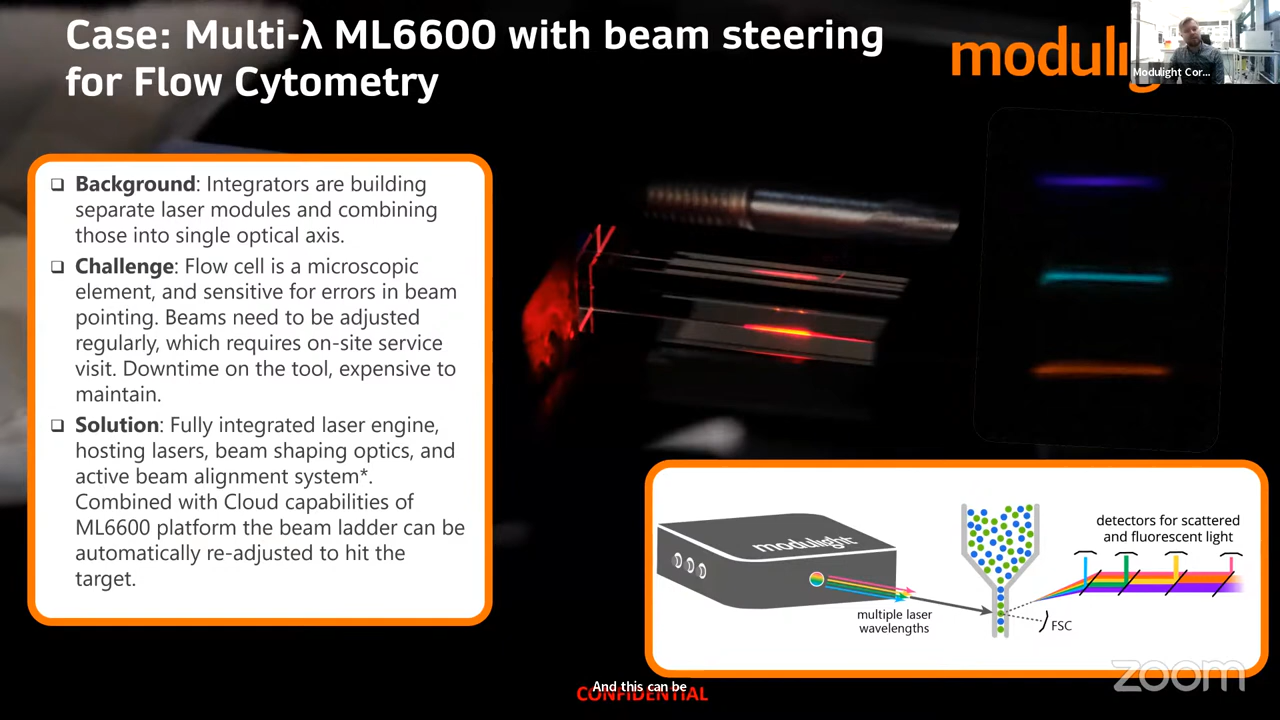 Case: Multi-λ ML6600 with beam steering
for Flow Cytometry
Modulight Cor...
❑ Background: Integrators are building
separate laser modules and combining
those into single optical axis.
❑ Challenge: Flow cell is a microscopic
element, and sensitive for errors in beam
pointing. Beams need to be adjusted
regularly, which requires on-site service
visit. Downtime on the tool, expensive to
maintain.
❑ Solution: Fully integrated laser engine,
hosting lasers, beam shaping optics, and
active beam alignment system*.
Combined with Cloud capabilities of
ML6600 platform the beam ladder can be
automatically re-adjusted to hit the
target.
modulight
multiple laser
wavelengths
detectors for scattered
and fluorescent light
FSC
zoom
And this can be
CONFIDENTIAL